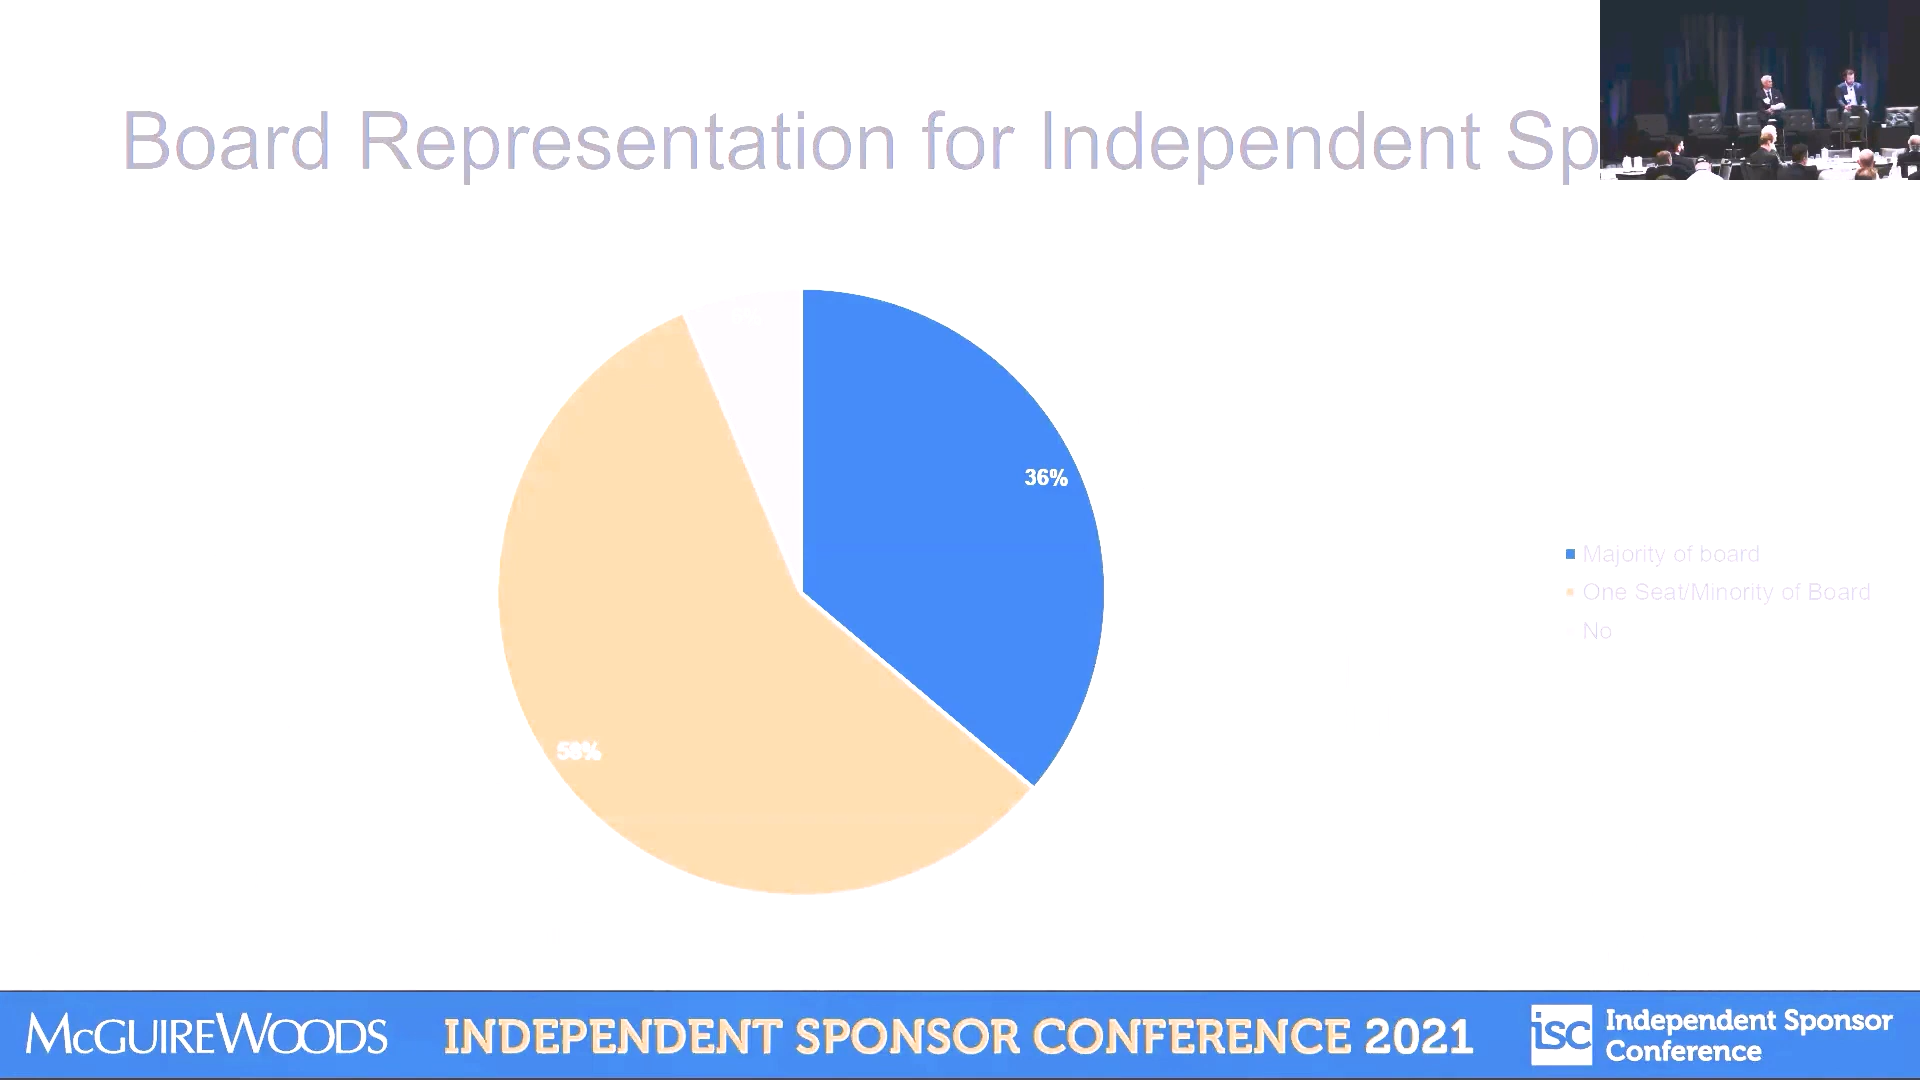 Board Representation for Independent Sp
36%
58%
Majority of board
One Seat/Minority of Board
No
McGUIREWOODS
INDEPENDENT SPONSOR CONFERENCE 2021
isc
Independent Sponsor
Conference